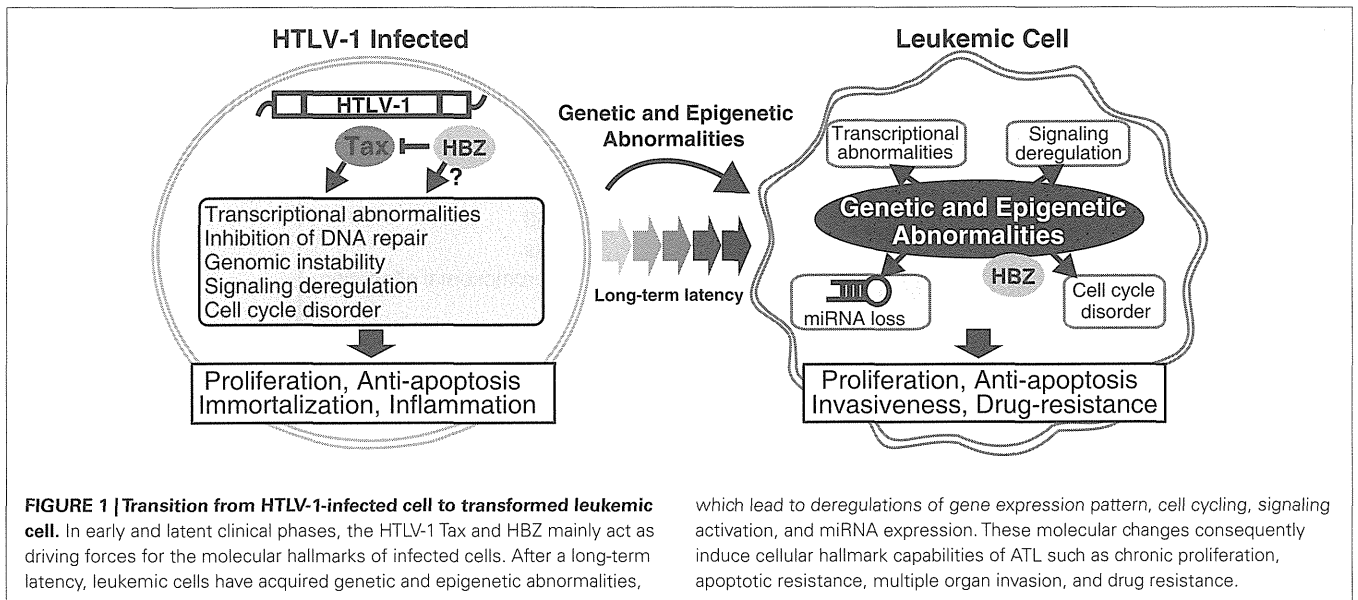 HTLV-1 Infected
HTLV-1
Tax
HBZ
?
Transcriptional abnormalities
Inhibition of DNA repair
Genomic instability
Signaling deregulation
Cell cycle disorder
Proliferation, Anti-apoptosis
Immortalization, Inflammation
Genetic and Epigenetic
Abnormalities
Long-term latency
Leukemic Cell
Transcriptional
abnormalities
Signaling
deregulation
Genetic and Epigenetic
Abnormalities
HBZ
miRNA loss
Cell cycle
disorder
Proliferation, Anti-apoptosis
Invasiveness, Drug-resistance
FIGURE 1 | Transition from HTLV-1-infected cell to transformed leukemic
cell. In early and latent clinical phases, the HTLV-1 Tax and HBZ mainly act as
driving forces for the molecular hallmarks of infected cells. After a long-term
latency, leukemic cells have acquired genetic and epigenetic abnormalities,
which lead to deregulations of gene expression pattern, cell cycling, signaling
activation, and miRNA expression. These molecular changes consequently
induce cellular hallmark capabilities of ATL such as chronic proliferation,
apoptotic resistance, multiple organ invasion, and drug resistance.